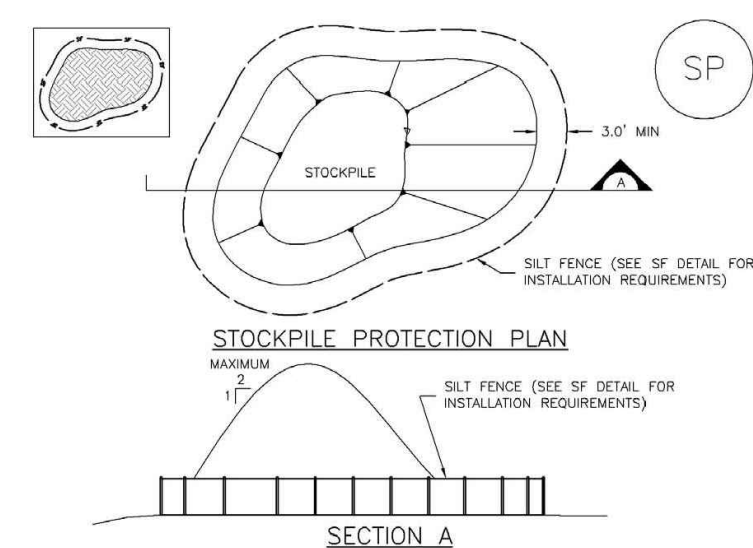 SP
3.0' MIN
STOCKPILE
A
SILT FENCE (SEE SF DETAIL FOR
INSTALLATION REQUIREMENTS)
STOCKPILE PROTECTION PLAN
MAXIMUM
2
1
SILT FENCE (SEE SF DETAIL FOR
INSTALLATION REQUIREMENTS)
SECTION A